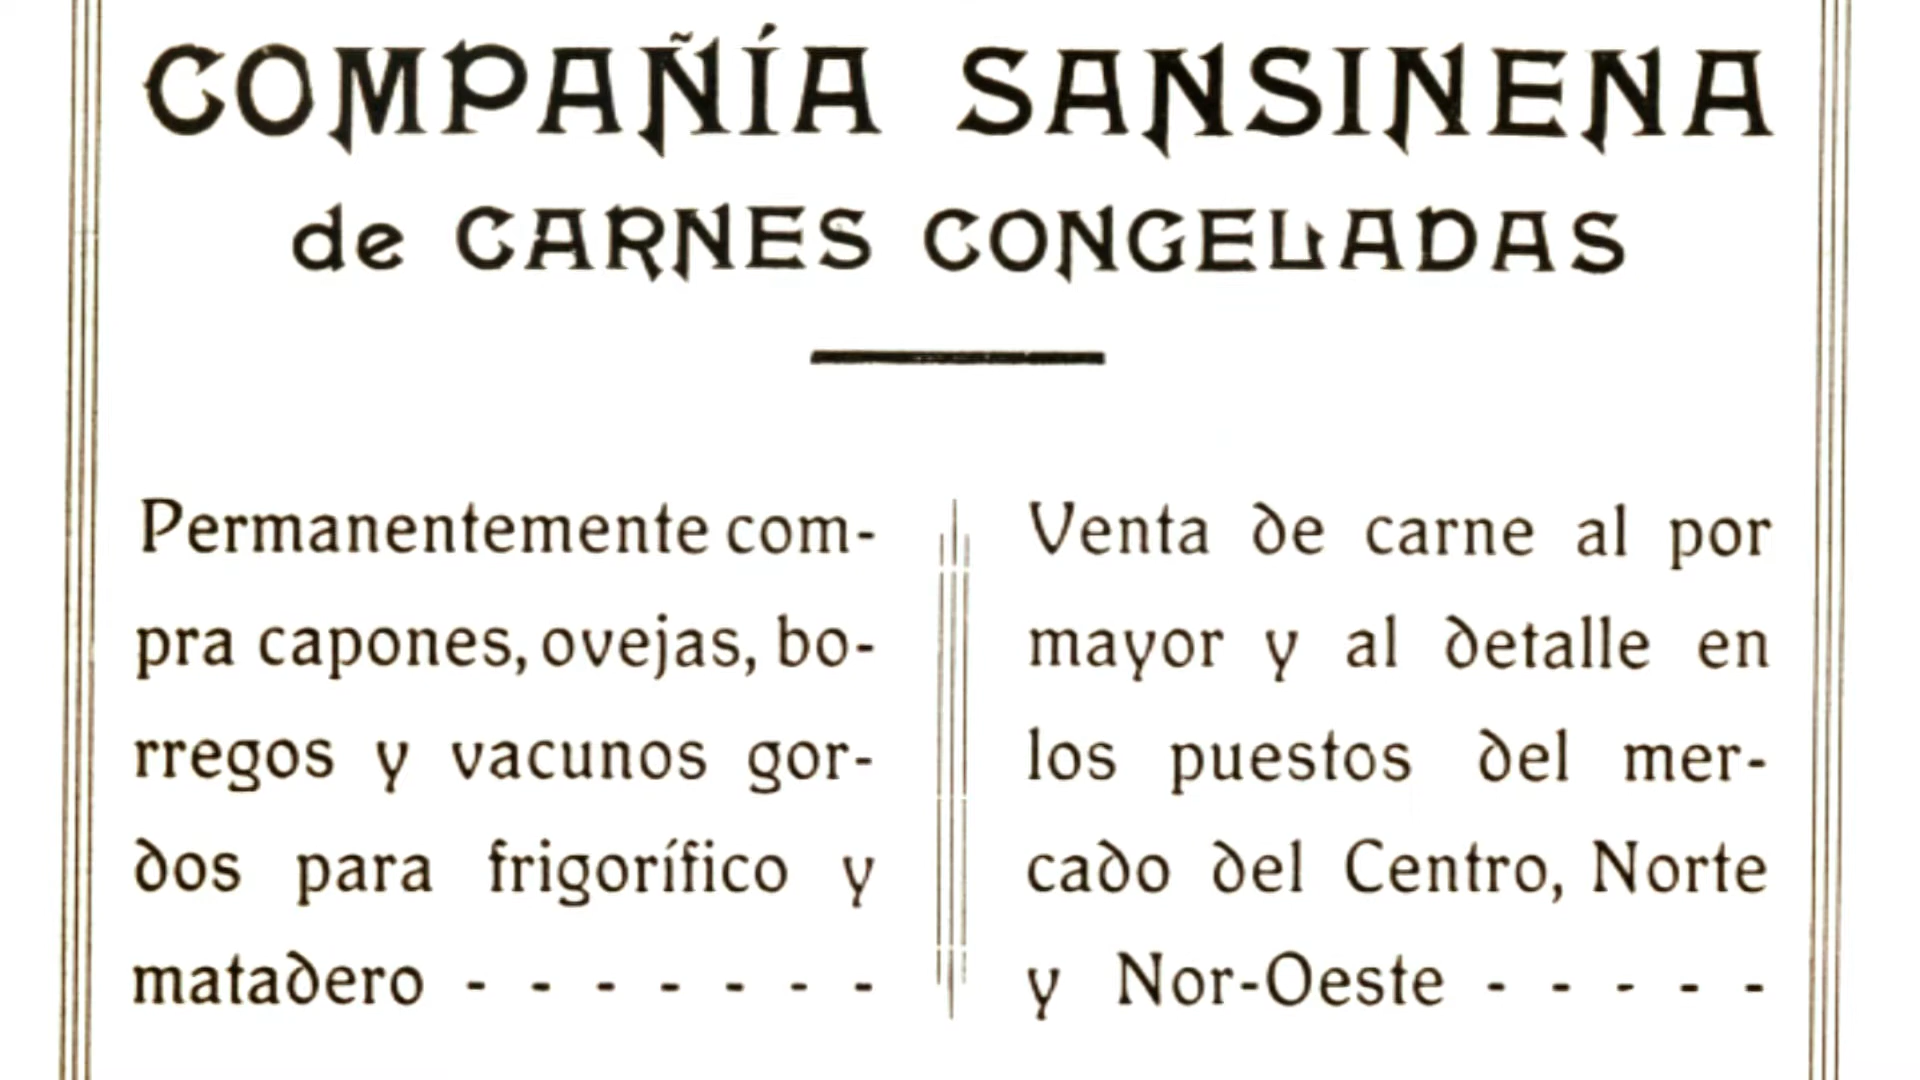 COMPAÑÍA SANSINENA
de CARNES CONGELADAS
Permanentemente com-
pra capones, ovejas, bo-
rregos y vacunos gor-
dos para frigorífico y
matadero - - - - - - -
Venta de carne al por
mayor y al detalle en
los puestos del mer-
cado del Centro, Norte
y Nor-Oeste - - - - -